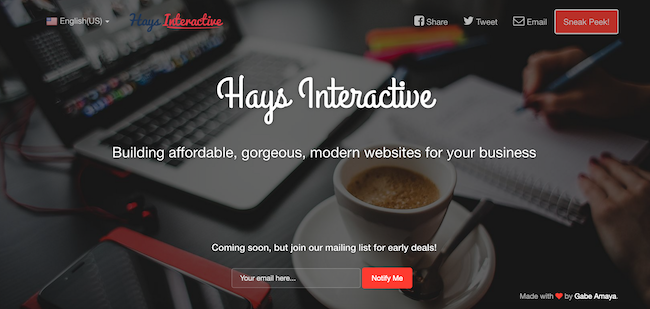 English(US)
Hays Interactive
Share
Tweet
Email
Sneak Peek!
Hays Interactive
Building affordable, gorgeous, modern websites for your business
Coming soon, but join our mailing list for early deals!
Your email here...
Notify Me
Made with ❤ by Gabe Amaya.